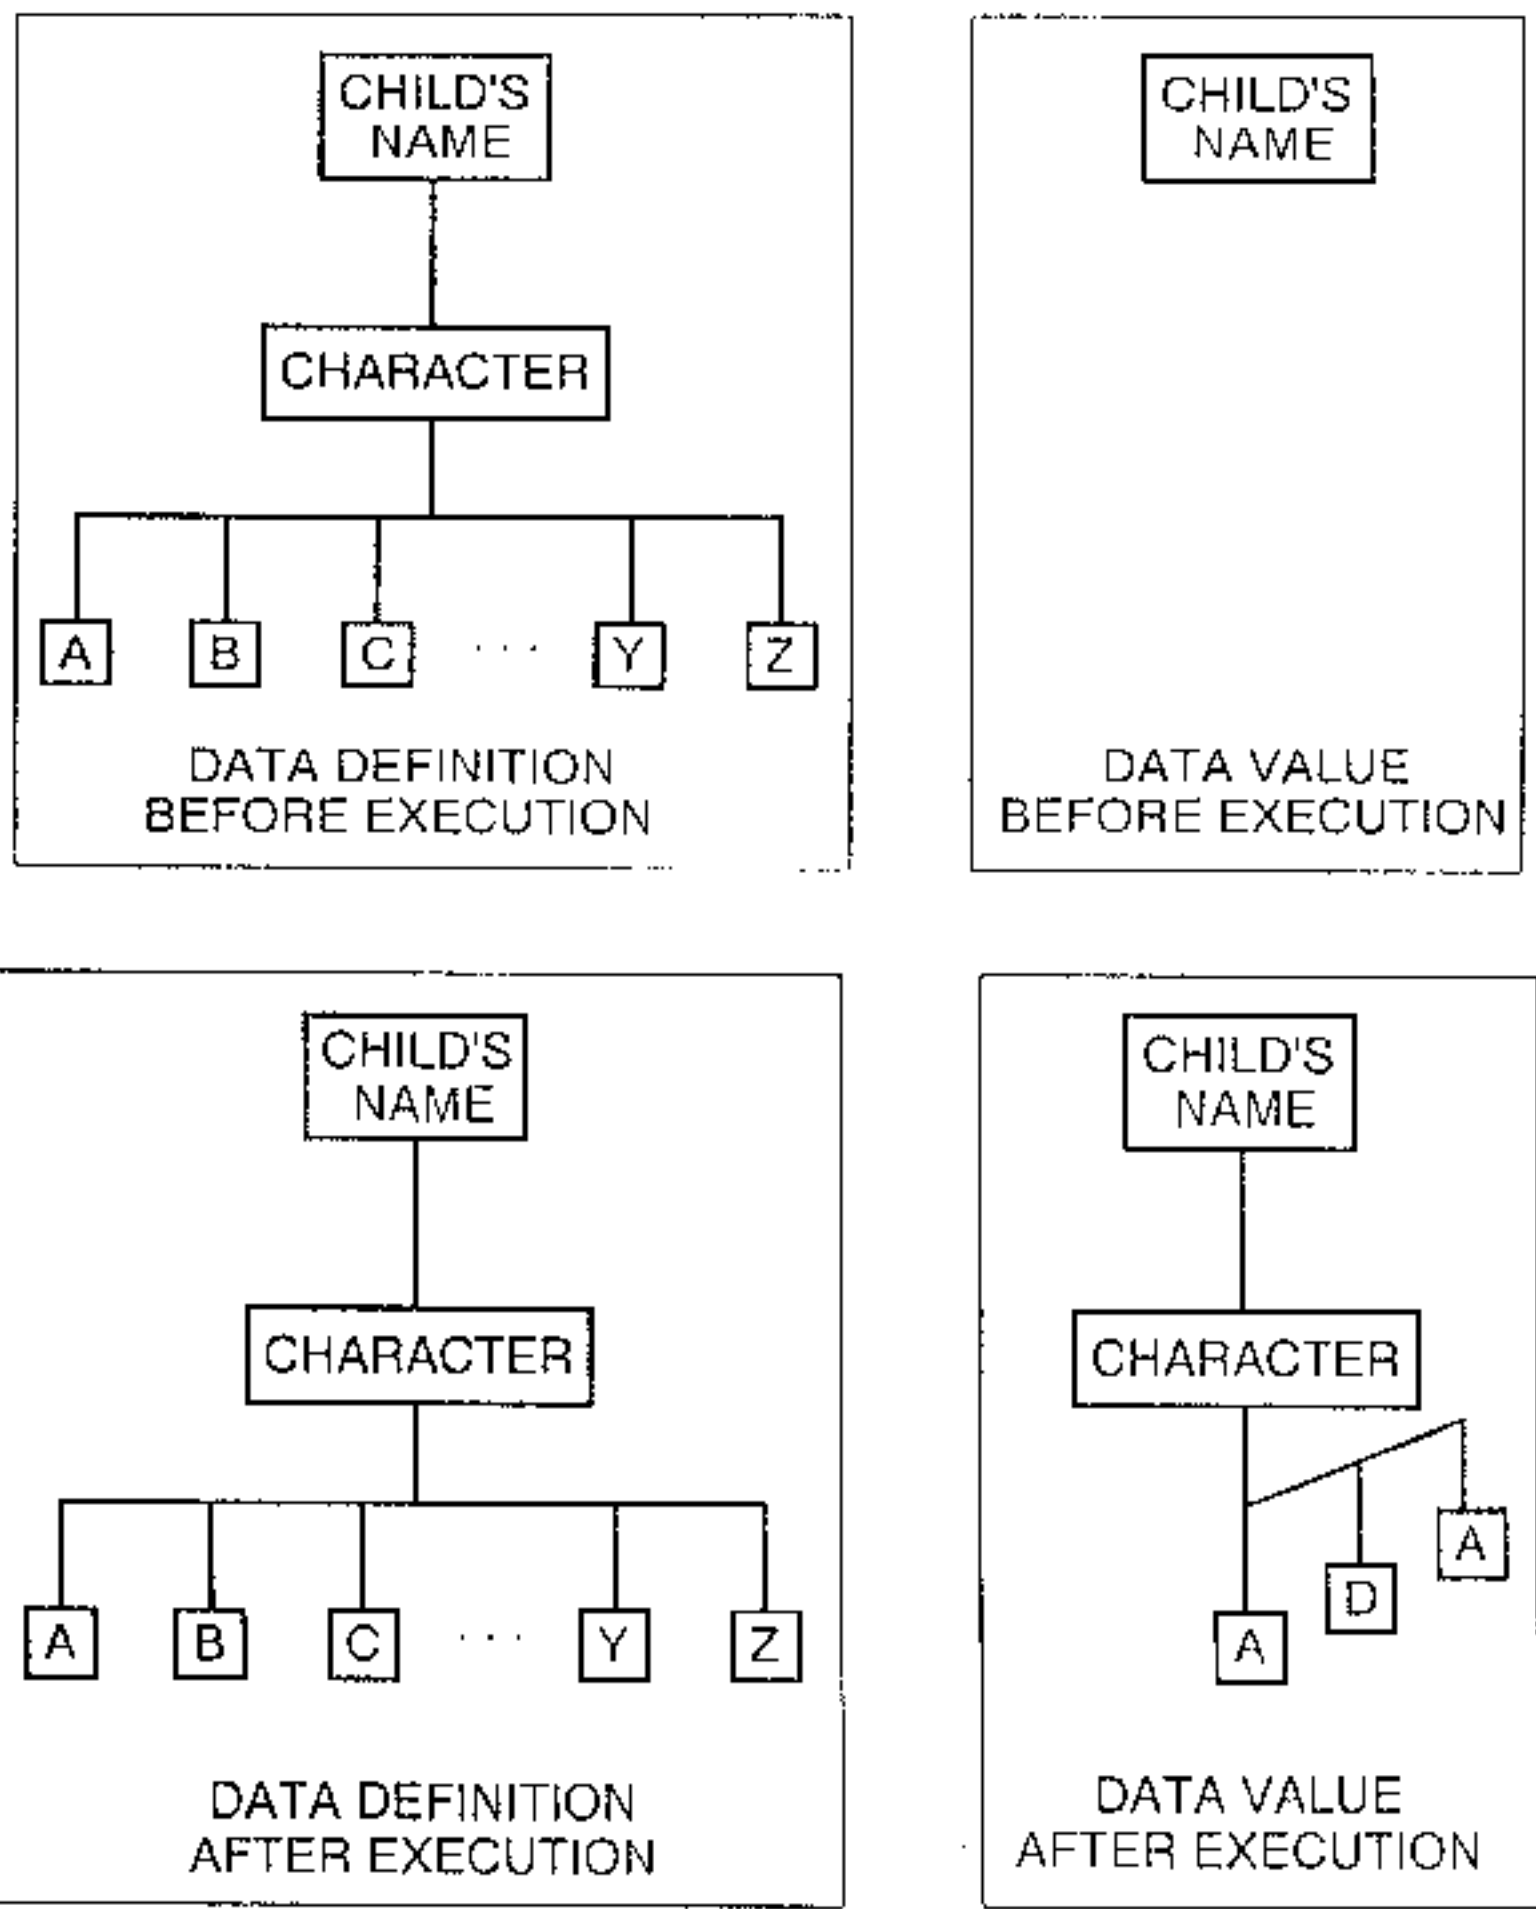 CHILD'S
NAME
CHARACTER
A B C ... Y Z
DATA DEFINITION
BEFORE EXECUTION
CHILD'S
NAME
DATA VALUE
BEFORE EXECUTION
CHILD'S
NAME
CHARACTER
A B C ... Y Z
DATA DEFINITION
AFTER EXECUTION
CHILD'S
NAME
CHARACTER
A D A
DATA VALUE
AFTER EXECUTION